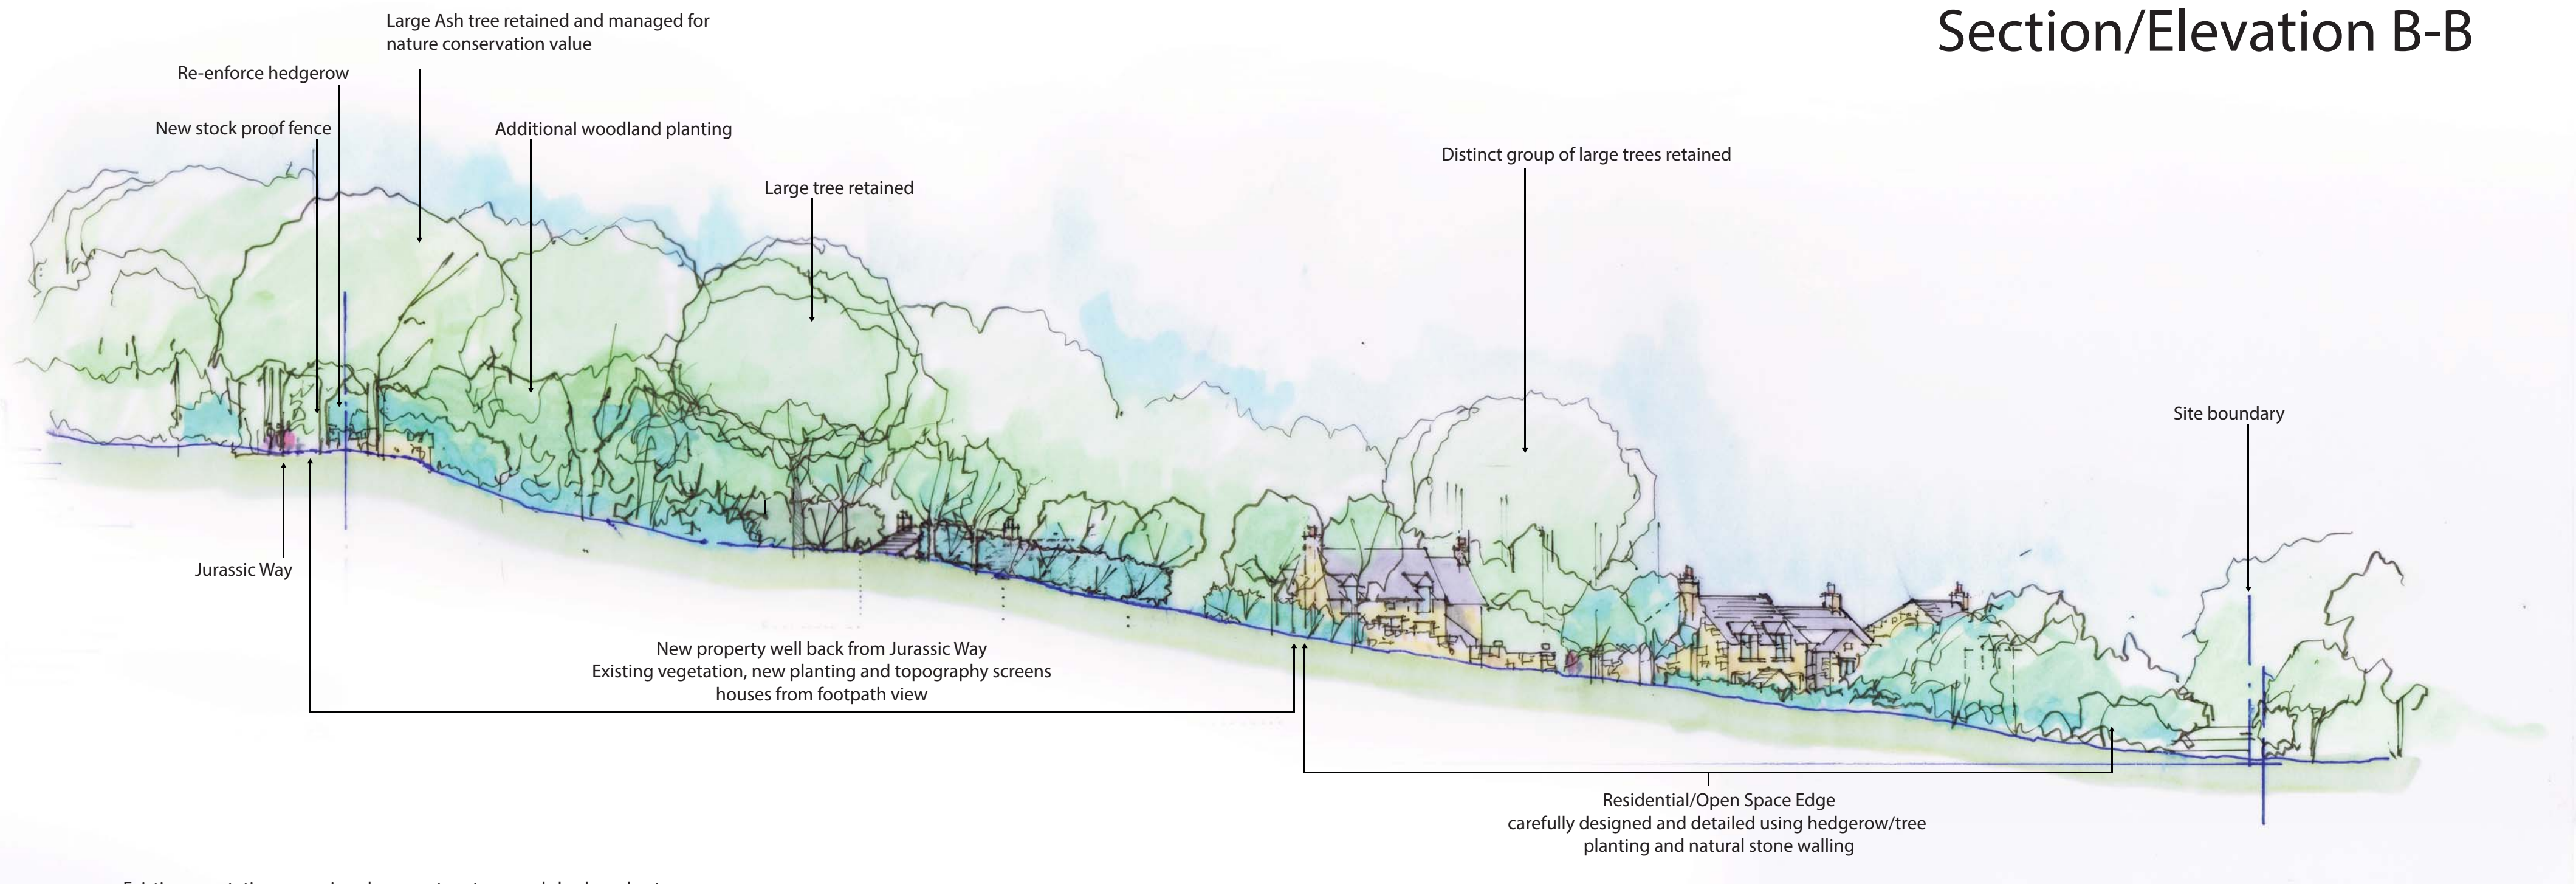 Section/Elevation B-B
Large Ash tree retained and managed for
nature conservation value
Re-enforce hedgerow
New stock proof fence
Additional woodland planting
Distinct group of large trees retained
Large tree retained
Site boundary
Jurassic Way
New property well back from Jurassic Way
Existing vegetation, new planting and topography screens
houses from footpath view
Residential/Open Space Edge
carefully designed and detailed using hedgerow/tree
planting and natural stone walling